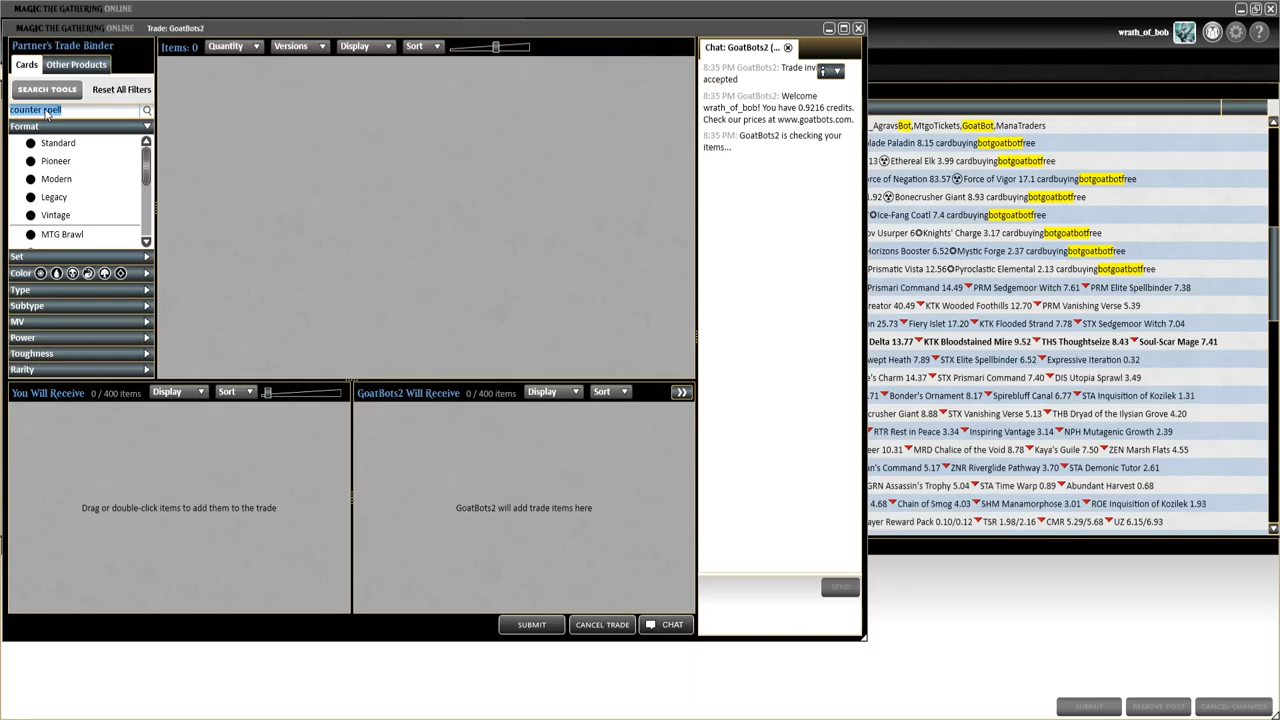 MAGIC THE GATHERING ONLINE
MAGIC THE GATHERING ONLINE Trade: GoatBots2
wrath_of_bob
Partner's Trade Binder
Cards Other Products
SEARCH TOOLS Reset All Filters
counter spell
Format
Standard
Pioneer
Modern
Legacy
Vintage
MTG Brawl
Set
Color
Type
Subtype
MV
Power
Toughness
Rarity
Items: 0 Quantity Versions Display Sort
Chat: GoatBots2 (...
8:35 PM GoatBots2: Trade inv
accepted
8:35 PM GoatBots2: Welcome
wrath_of_bob! You have 0.9216 credits.
Check our prices at www.goatbots.com.
8:35 PM: GoatBots2 is checking your
items...
SEND
You Will Receive 0 / 400 items Display Sort
Drag or double-click items to add them to the trade
GoatBots2 Will Receive 0 / 400 items Display Sort
GoatBots2 will add trade items here
SUBMIT CANCEL TRADE CHAT
_AgravsBot,MtgoTickets,GoatBot,ManaTraders
lade Paladin 8.15 cardbuyingbotgoatbotfree
13 Ethereal Elk 3.99 cardbuyingbotgoatbotfree
rce of Negation 83.57 Force of Vigor 17.1 cardbuyingbotgoatbotfree
.92 Bonecrusher Giant 8.93 cardbuyingbotgoatbotfree
Ice-Fang Coatl 7.4 cardbuyingbotgoatbotfree
ov Usurper 6 Knights' Charge 3.17 cardbuyingbotgoatbotfree
Horizons Booster 6.52 Mystic Forge 2.37 cardbuyingbotgoatbotfree
Prismatic Vista 12.56 Pyroclastic Elemental 2.13 cardbuyingbotgoatbotfree
Prismari Command 14.49 PRM Sedgemoor Witch 7.61 PRM Elite Spellbinder 7.38
reator 40.49 KTK Wooded Foothills 12.70 PRM Vanishing Verse 5.39
on 25.73 Fiery Islet 17.20 KTK Flooded Strand 7.78 STX Sedgemoor Witch 7.04
Delta 13.77 KTK Bloodstained Mire 9.52 THS Thoughtseize 8.43 Soul-Scar Mage 7.41
wept Heath 7.89 STX Elite Spellbinder 6.52 Expressive Iteration 0.32
e's Charm 14.37 STX Prismari Command 7.40 DIS Utopia Sprawl 3.49
.71 Bonder's Ornament 8.17 Spirebluff Canal 6.77 STA Inquisition of Kozilek 1.31
crusher Giant 8.88 STX Vanishing Verse 5.13 THB Dryad of the Ilysian Grove 4.20
RTR Rest in Peace 3.34 Inspiring Vantage 3.14 NPH Mutagenic Growth 2.39
eer 10.31 MRD Chalice of the Void 8.78 Kaya's Guile 7.50 ZEN Marsh Flats 4.55
an's Command 5.17 ZNR Riverglide Pathway 3.70 STA Demonic Tutor 2.61
GRN Assassin's Trophy 5.04 STA Time Warp 0.89 Abundant Harvest 0.68
4.68 Chain of Smog 4.03 SHM Manamorphose 3.01 ROE Inquisition of Kozilek 1.93
ayer Reward Pack 0.10/0.12 TSR 1.98/2.16 CMR 5.29/5.68 UZ 6.15/6.93
SUBMIT REMOVE POST CANCEL CHANGES